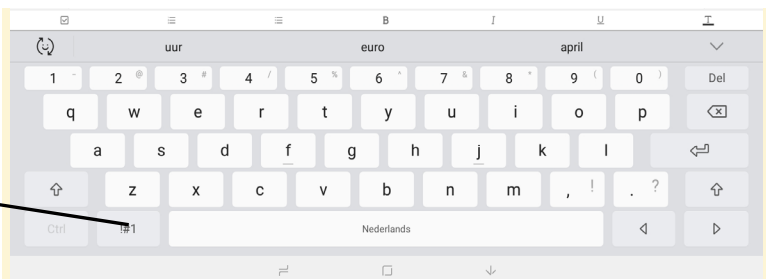 B I U T
uur euro april
1 - 2 @ 3 # 4 / 5 % 6 ^ 7 & 8 * 9 ( 0 ) Del
q w e r t y u i o p
a s d f g h j k l
z x c v b n m , ! . ?
Ctrl !#1 Nederlands